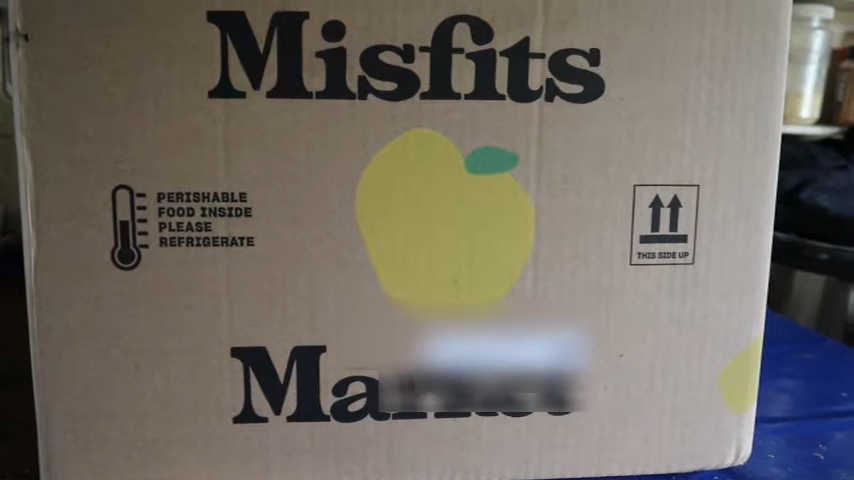 Misfits
PERISHABLE
FOOD INSIDE
PLEASE
REFRIGERATE
THIS SIDE UP